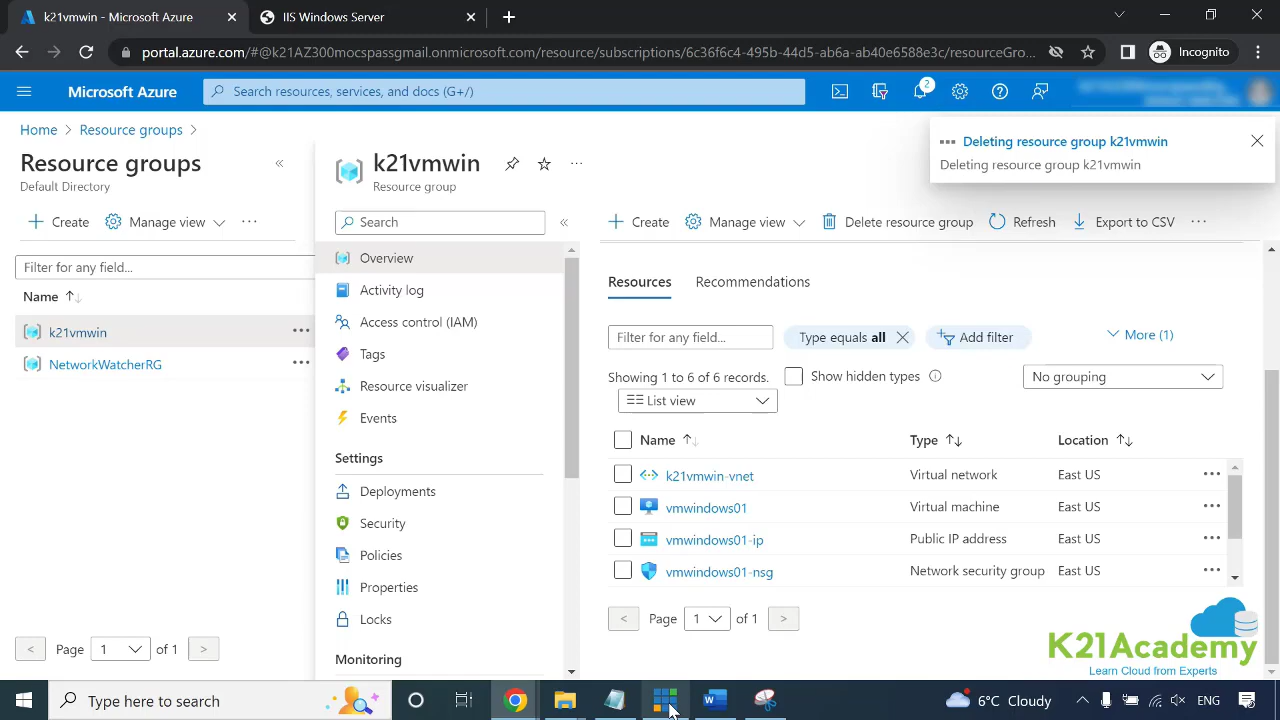 k21vmwin - Microsoft Azure
IIS Windows Server
portal.azure.com/#@k21AZ300mocspassgmail.onmicrosoft.com/resource/subscriptions/6c36f6c4-495b-44d5-ab6a-ab40e6588e3c/resourceGro...
Incognito
Microsoft Azure
Search resources, services, and docs (G+/)
2
Home > Resource groups >
Resource groups
Default Directory
Create
Manage view
...
Filter for any field...
Name
k21vmwin
NetworkWatcherRG
< Page 1 of 1 >
k21vmwin
Resource group
Search
Overview
Activity log
Access control (IAM)
Tags
Resource visualizer
Events
Settings
Deployments
Security
Policies
Properties
Locks
Monitoring
Deleting resource group k21vmwin
Deleting resource group k21vmwin
Create
Manage view
Delete resource group
Refresh
Export to CSV
...
Resources
Recommendations
Filter for any field...
Type equals all
Add filter
More (1)
Showing 1 to 6 of 6 records.
Show hidden types
No grouping
List view
Name Type Location
k21vmwin-vnet Virtual network East US
vmwindows01 Virtual machine East US
vmwindows01-ip Public IP address East US
vmwindows01-nsg Network security group East US
< Page 1 of 1 >
K21Academy
Learn Cloud from Experts
Type here to search
6°C Cloudy
ENG